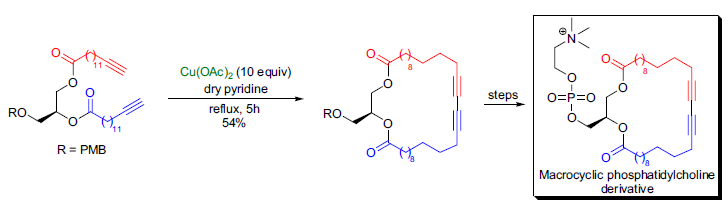 O
11
O
O
RO
O
11
R = PMB
Cu(OAc)2 (10 equiv)
dry pyridine
reflux, 5h
54%
O
8
O
RO
O
O
8
steps
⊕
N
O
O=P=O
O
O
8
O
O
O
8
Macrocyclic phosphatidylcholine
derivative